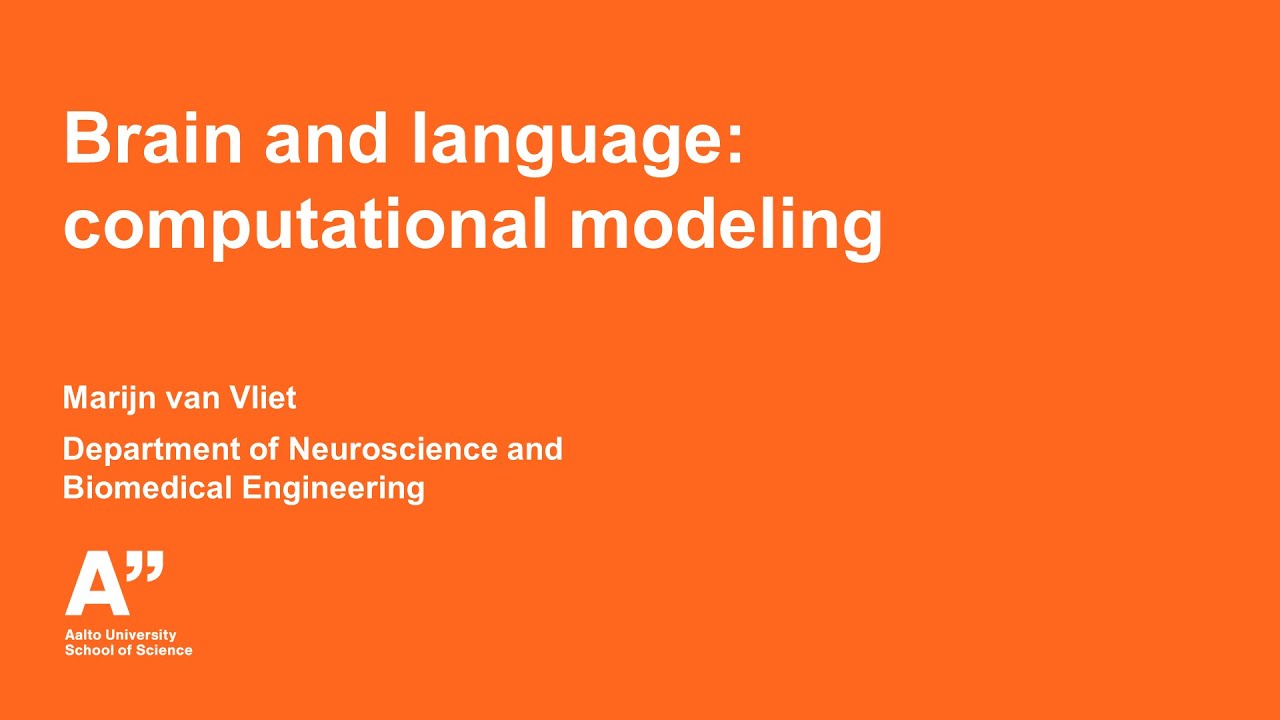 Brain and language:
computational modeling
Marijn van Vliet
Department of Neuroscience and
Biomedical Engineering
A”
Aalto University
School of Science